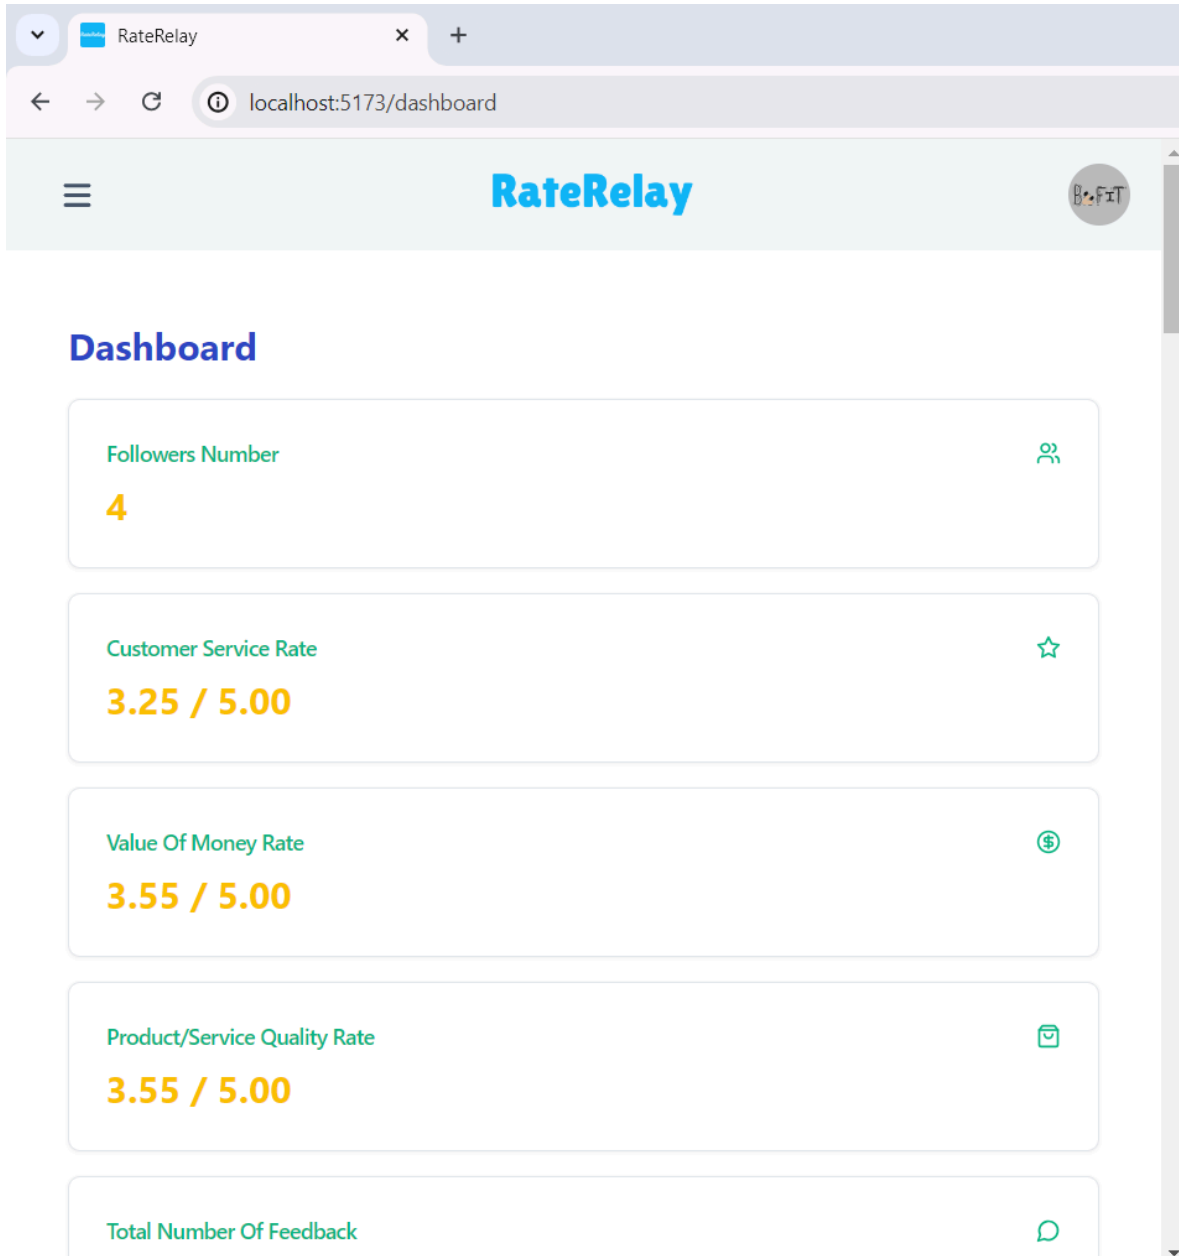 RateRelay
localhost:5173/dashboard
RateRelay
BoFIT
Dashboard
Followers Number
4
Customer Service Rate
3.25 / 5.00
Value Of Money Rate
3.55 / 5.00
Product/Service Quality Rate
3.55 / 5.00
Total Number Of Feedback